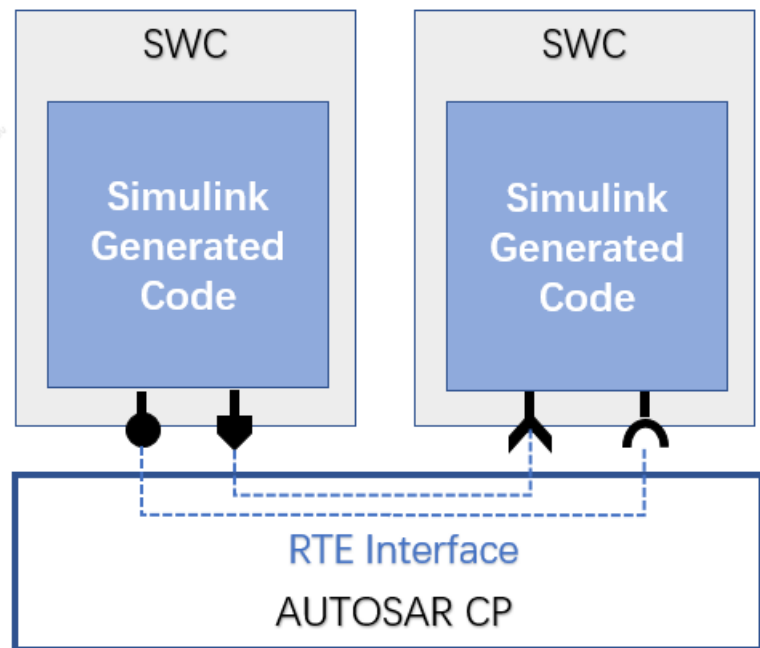 SWC
Simulink
Generated
Code
SWC
Simulink
Generated
Code
RTE Interface
AUTOSAR CP